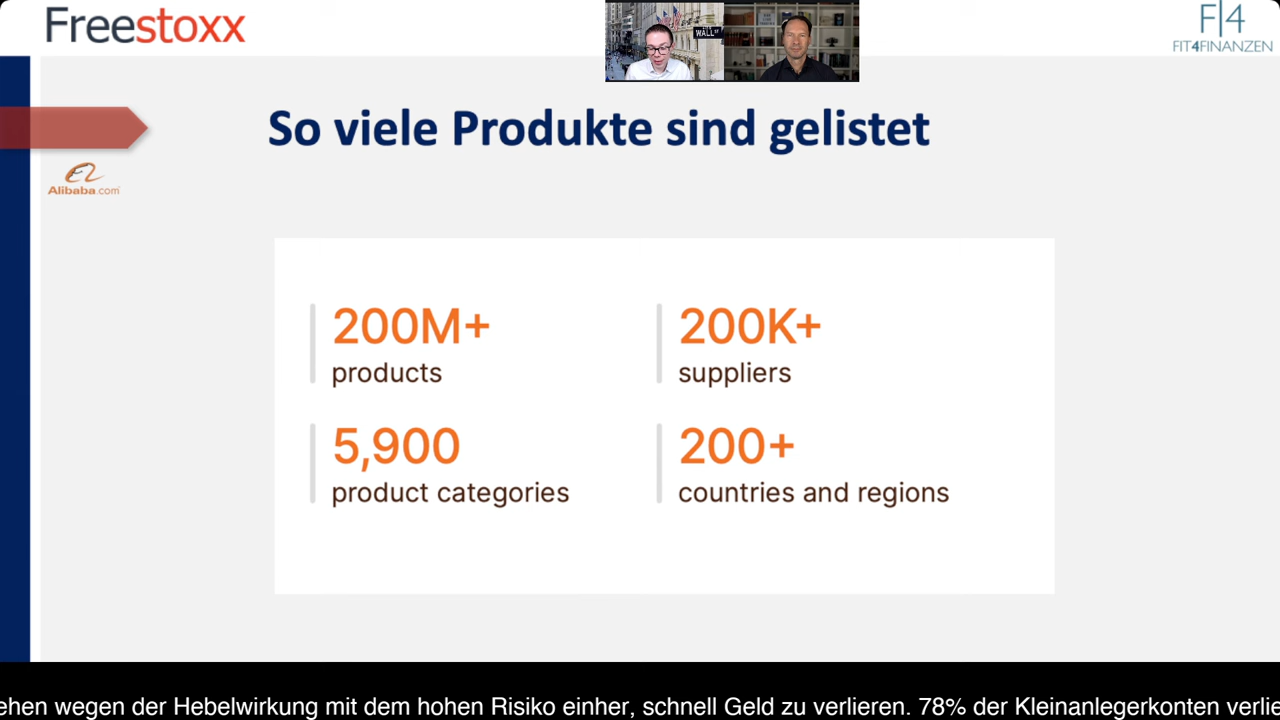 Freestoxx
WALL ST
F|4
FIT4FINANZEN
So viele Produkte sind gelistet
Alibaba.com
200M+
products
200K+
suppliers
5,900
product categories
200+
countries and regions
ehen wegen der Hebelwirkung mit dem hohen Risiko einher, schnell Geld zu verlieren. 78% der Kleinanlegerkonten verlie